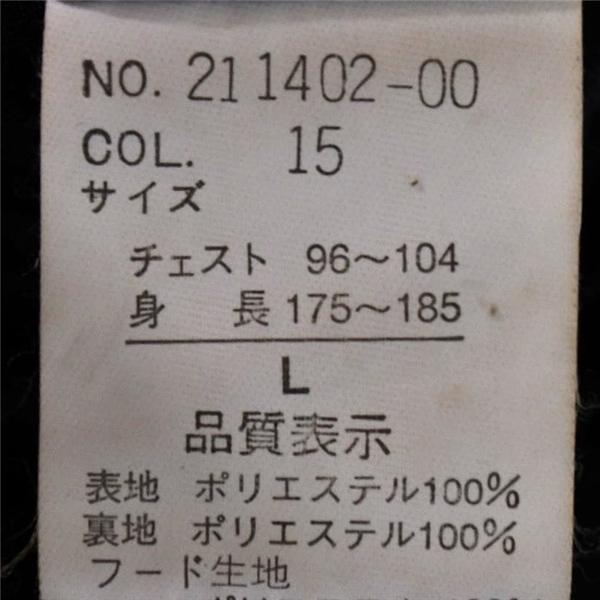 NO. 211402-00
COL. 15
サイズ
チェスト 96～104
身 長 175～185
L
品質表示
表地 ポリエステル100%
裏地 ポリエステル100%
フード生地